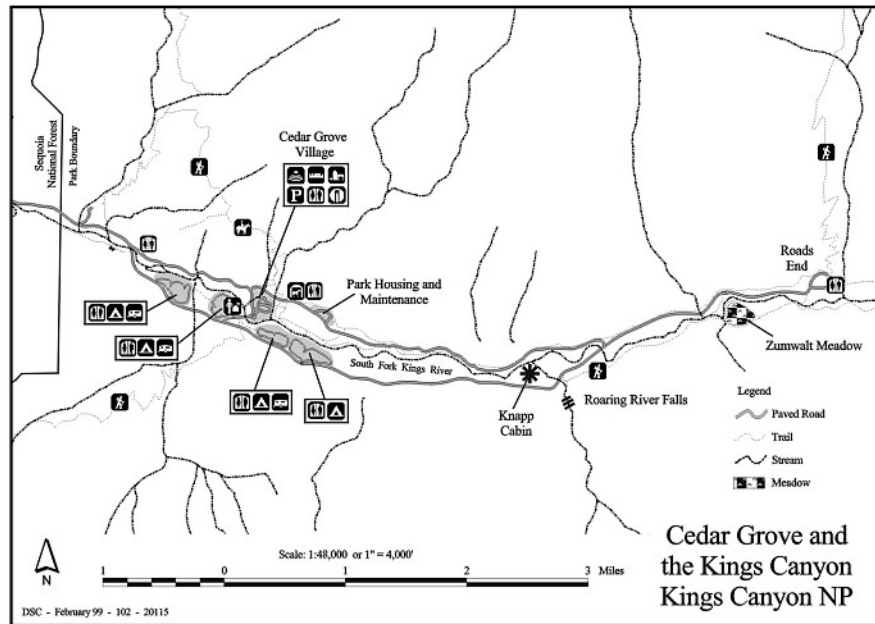 Sequoia
National Forest
Park Boundary
Cedar Grove
Village
P
Park Housing and
Maintenance
Roads
End
Zumwalt Meadow
South Fork Kings River
Knapp
Cabin
Roaring River Falls
Legend
Paved Road
Trail
Stream
Meadow
N
Scale: 1:48,000 or 1" = 4,000'
1 0 1 2 3 Miles
Cedar Grove and
the Kings Canyon
Kings Canyon NP
DSC - February 99 - 102 - 20115